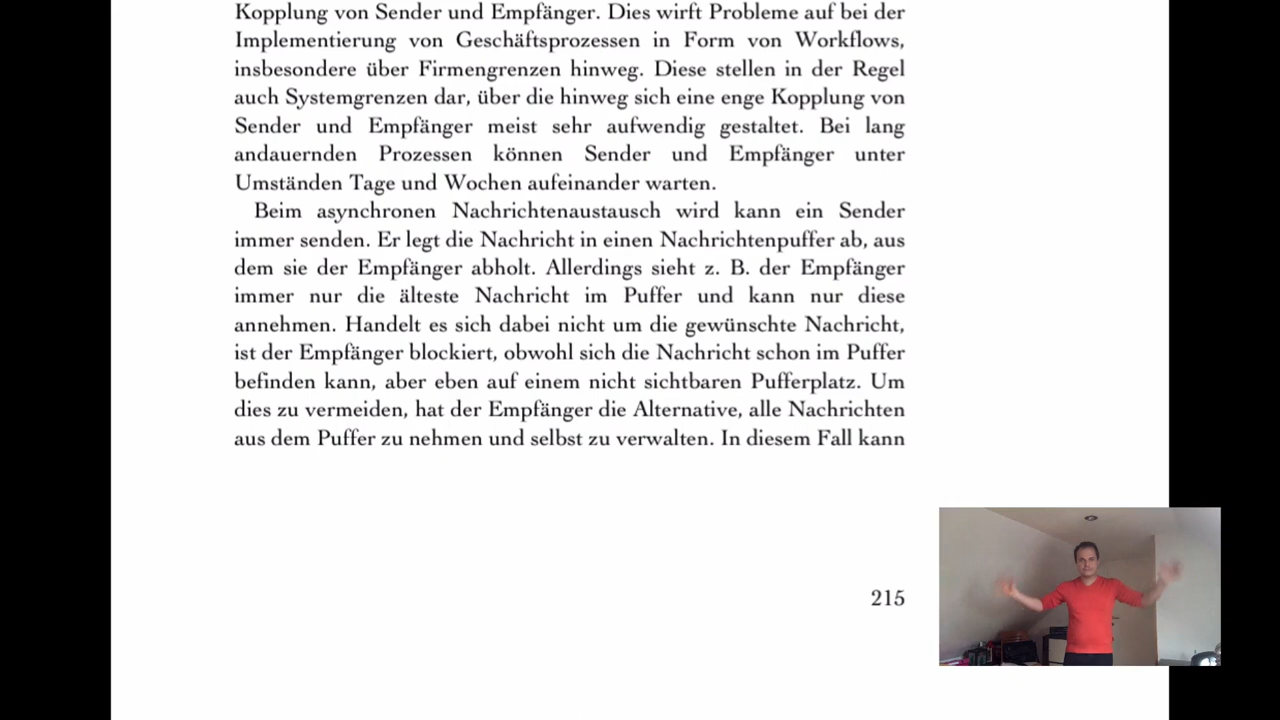 Kopplung von Sender und Empfänger. Dies wirft Probleme auf bei der
Implementierung von Geschäftsprozessen in Form von Workflows,
insbesondere über Firmengrenzen hinweg. Diese stellen in der Regel
auch Systemgrenzen dar, über die hinweg sich eine enge Kopplung von
Sender und Empfänger meist sehr aufwendig gestaltet. Bei lang
andauernden Prozessen können Sender und Empfänger unter
Umständen Tage und Wochen aufeinander warten.
Beim asynchronen Nachrichtenaustausch wird kann ein Sender
immer senden. Er legt die Nachricht in einen Nachrichtenpuffer ab, aus
dem sie der Empfänger abholt. Allerdings sieht z. B. der Empfänger
immer nur die älteste Nachricht im Puffer und kann nur diese
annehmen. Handelt es sich dabei nicht um die gewünschte Nachricht,
ist der Empfänger blockiert, obwohl sich die Nachricht schon im Puffer
befinden kann, aber eben auf einem nicht sichtbaren Pufferplatz. Um
dies zu vermeiden, hat der Empfänger die Alternative, alle Nachrichten
aus dem Puffer zu nehmen und selbst zu verwalten. In diesem Fall kann
215